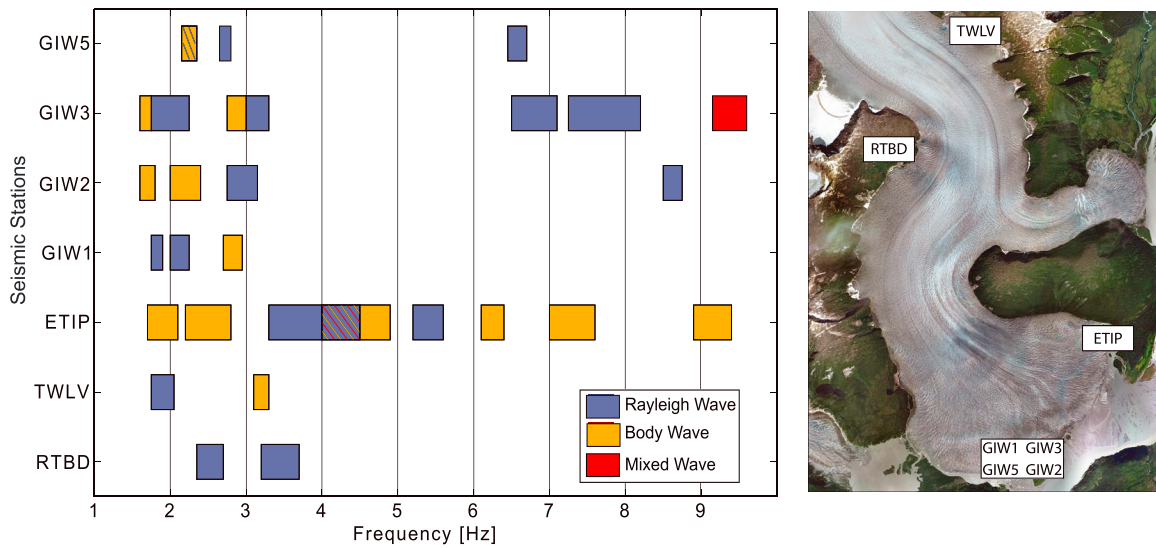 Seismic Stations
GIW5
GIW3
GIW2
GIW1
ETIP
TWLV
RTBD
Rayleigh Wave
Body Wave
Mixed Wave
1 2 3 4 5 6 7 8 9
Frequency [Hz]
TWLV
RTBD
ETIP
GIW1 GIW3
GIW5 GIW2